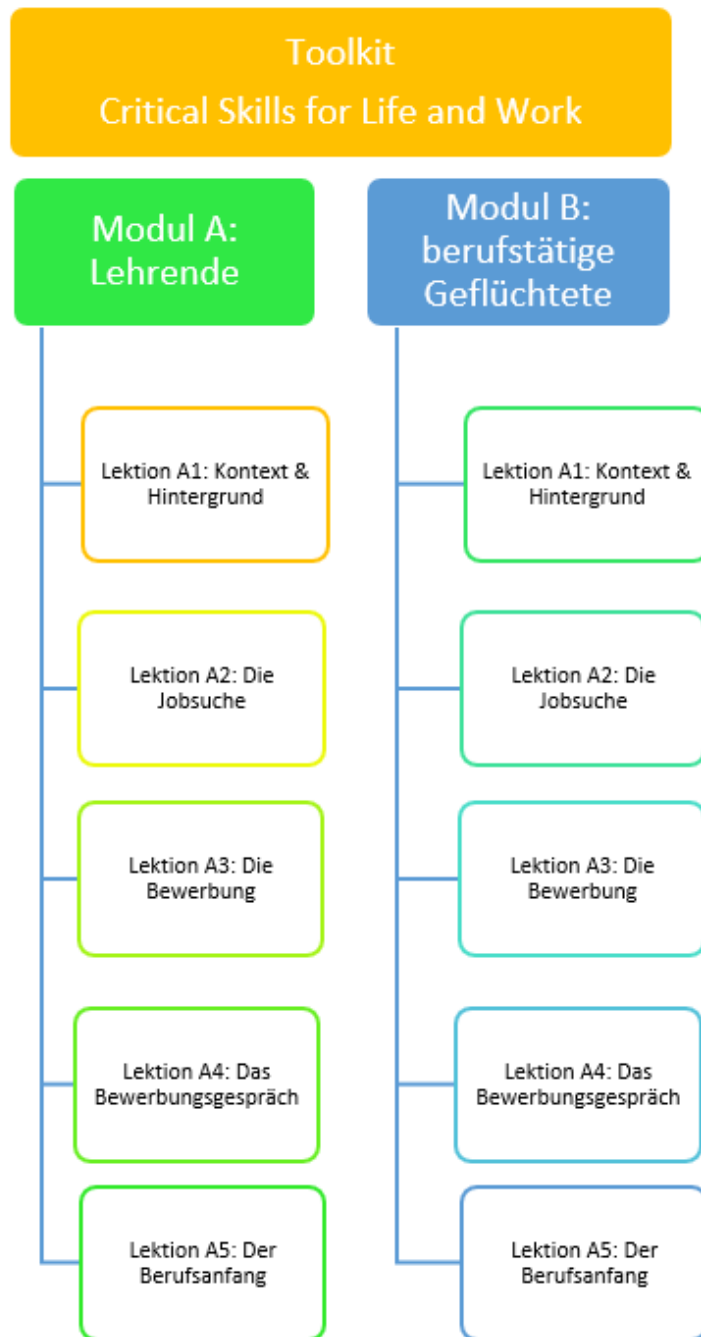 Toolkit
Critical Skills for Life and Work
Modul A:
Lehrende
Modul B:
berufstätige
Geflüchtete
Lektion A1: Kontext &
Hintergrund
Lektion A2: Die
Jobsuche
Lektion A3: Die
Bewerbung
Lektion A4: Das
Bewerbungsgespräch
Lektion A5: Der
Berufsanfang
Lektion A1: Kontext &
Hintergrund
Lektion A2: Die
Jobsuche
Lektion A3: Die
Bewerbung
Lektion A4: Das
Bewerbungsgespräch
Lektion A5: Der
Berufsanfang